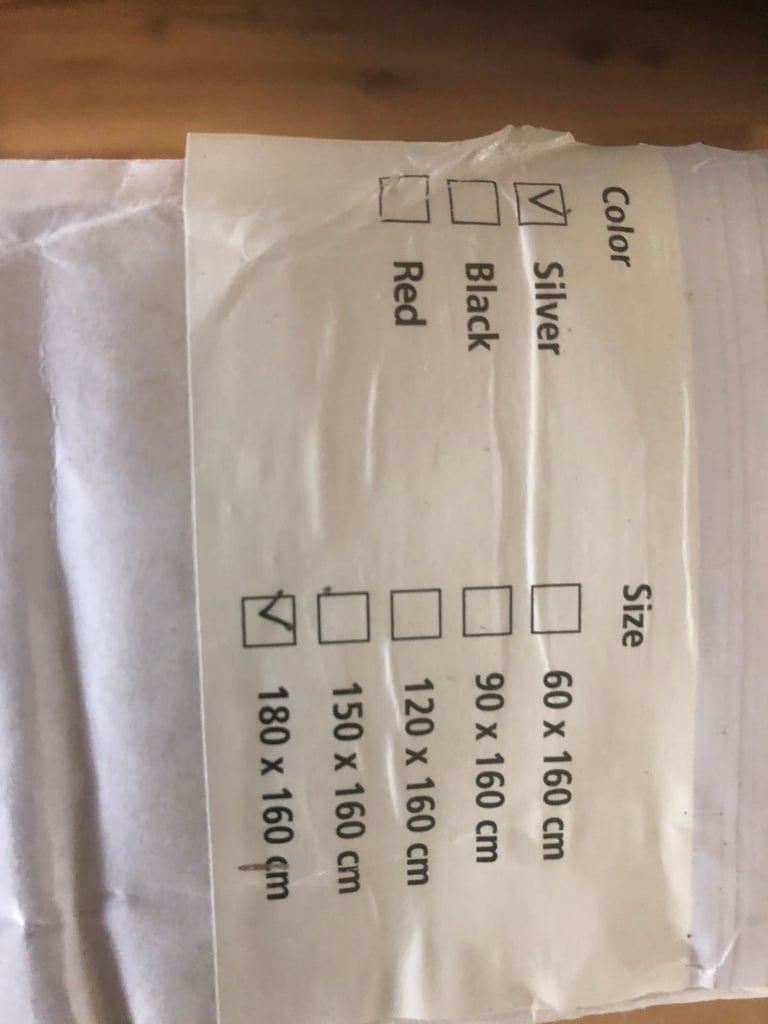 Color
☑ Silver
☐ Black
☐ Red
Size
☐ 60 x 160 cm
☐ 90 x 160 cm
☐ 120 x 160 cm
☐ 150 x 160 cm
☑ 180 x 160 cm